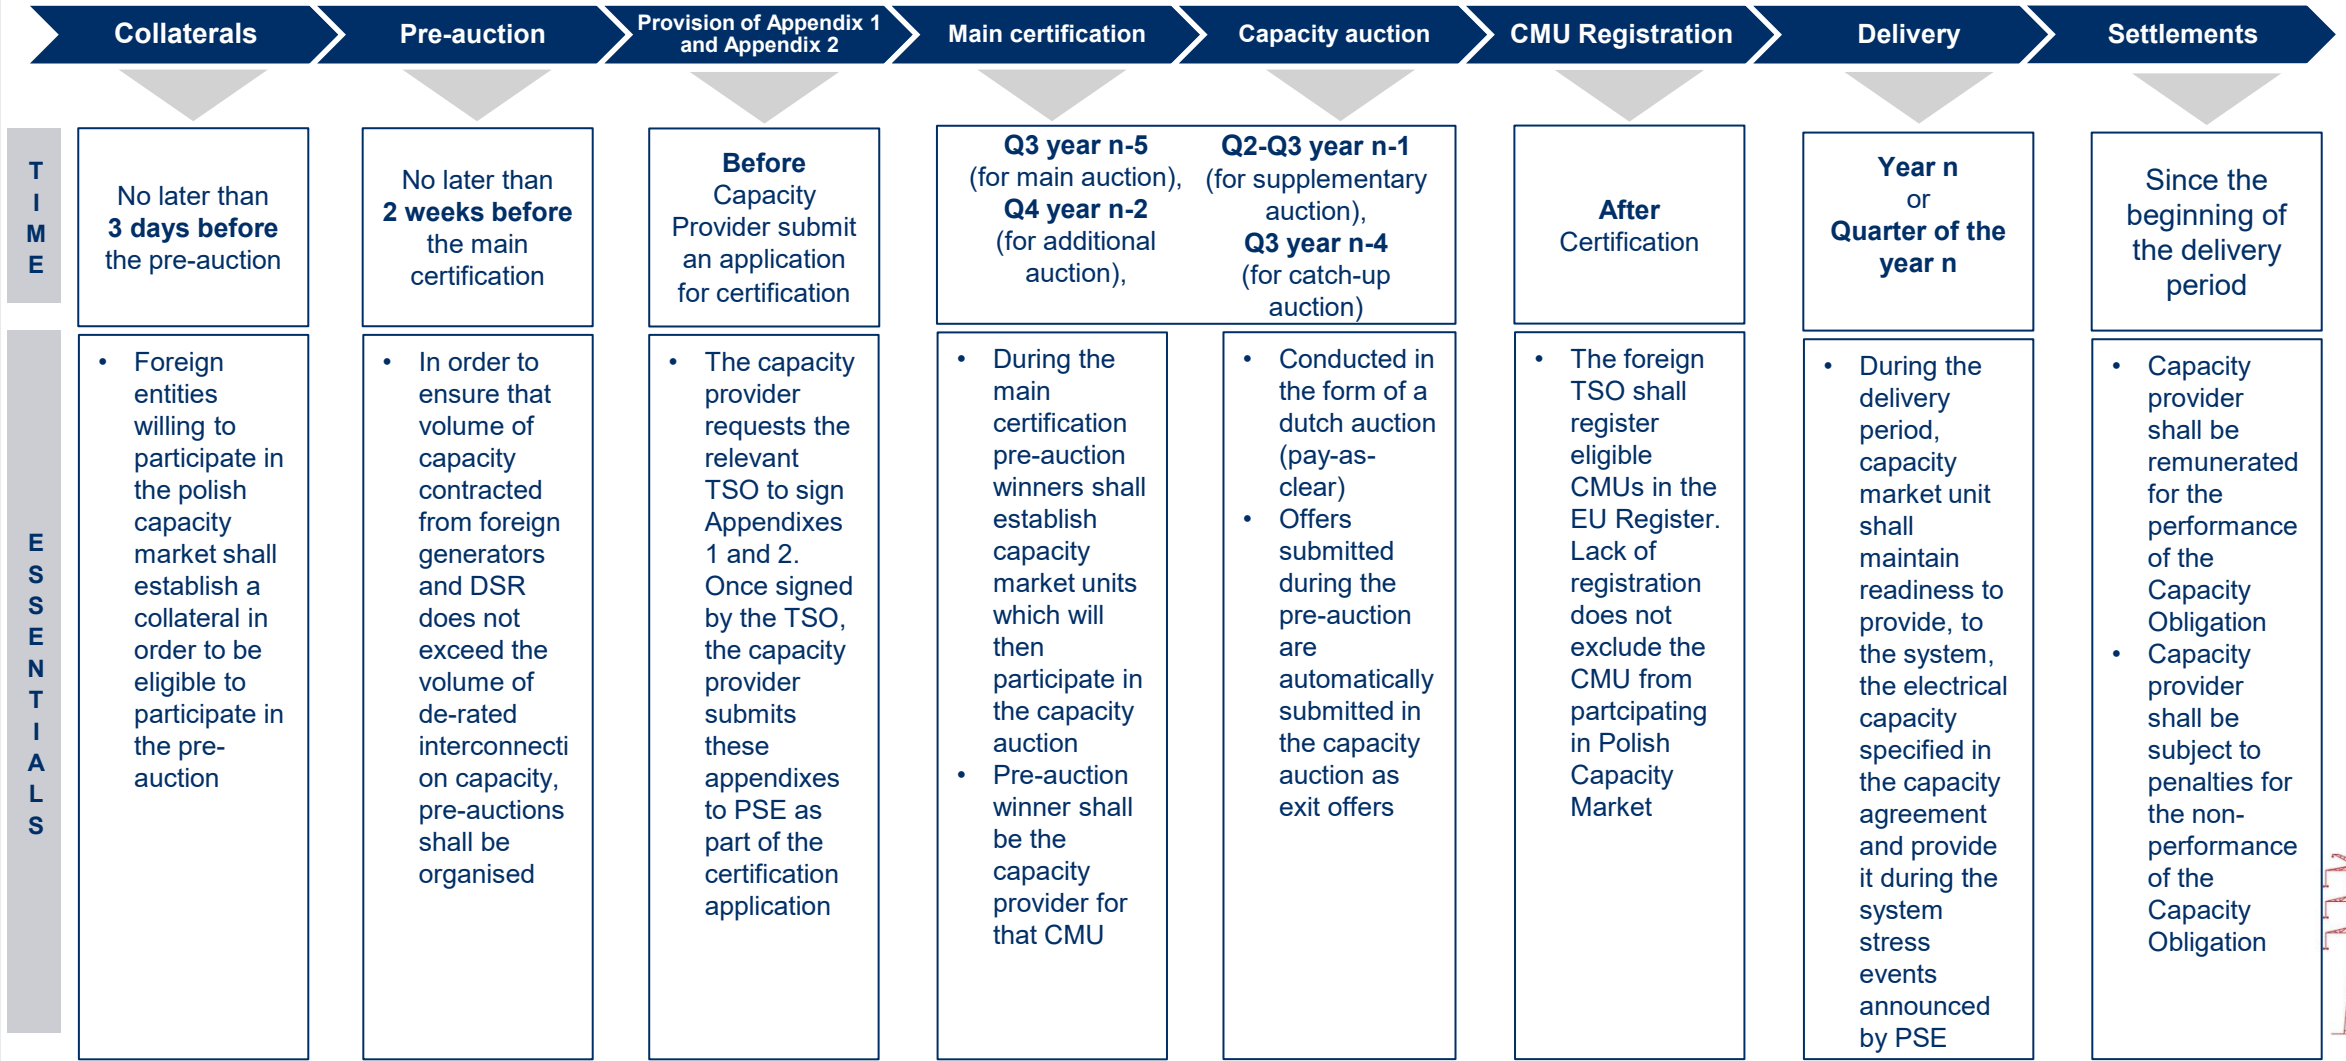 Collaterals
Pre-auction
Provision of Appendix 1
and Appendix 2
Main certification
Capacity auction
CMU Registration
Delivery
Settlements
T
I
M
E
No later than
3 days before
the pre-auction
No later than
2 weeks before
the main
certification
Before
Capacity
Provider submit
an application
for certification
Q3 year n-5
(for main auction),
Q4 year n-2
(for additional
auction),
Q2-Q3 year n-1
(for supplementary
auction),
Q3 year n-4
(for catch-up
auction)
After
Certification
Year n
or
Quarter of the
year n
Since the
beginning of
the delivery
period
E
S
S
E
N
T
I
A
L
S
• Foreign
entities
willing to
participate in
the polish
capacity
market shall
establish a
collateral in
order to be
eligible to
participate in
the pre-
auction
• In order to
ensure that
volume of
capacity
contracted
from foreign
generators
and DSR
does not
exceed the
volume of
de-rated
interconnecti
on capacity,
pre-auctions
shall be
organised
• The capacity
provider
requests the
relevant
TSO to sign
Appendixes
1 and 2.
Once signed
by the TSO,
the capacity
provider
submits
these
appendixes
to PSE as
part of the
certification
application
• During the
main
certification
pre-auction
winners shall
establish
capacity
market units
which will
then
participate in
the capacity
auction
• Pre-auction
winner shall
be the
capacity
provider for
that CMU
• Conducted in
the form of a
dutch auction
(pay-as-
clear)
• Offers
submitted
during the
pre-auction
are
automatically
submitted in
the capacity
auction as
exit offers
• The foreign
TSO shall
register
eligible
CMUs in the
EU Register.
Lack of
registration
does not
exclude the
CMU from
partcipating
in Polish
Capacity
Market
• During the
delivery
period,
capacity
market unit
shall
maintain
readiness to
provide, to
the system,
the electrical
capacity
specified in
the capacity
agreement
and provide
it during the
system
stress
events
announced
by PSE
• Capacity
provider
shall be
remunerated
for the
performance
of the
Capacity
Obligation
• Capacity
provider
shall be
subject to
penalties for
the non-
performance
of the
Capacity
Obligation